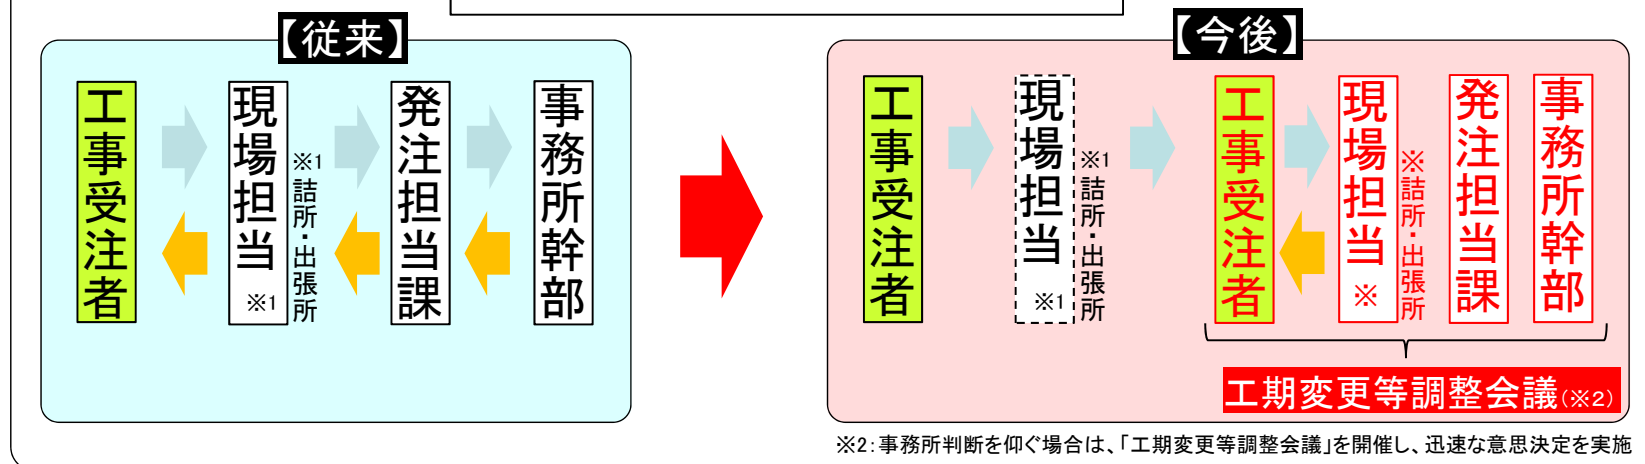 【従来】
工事受注者
現場担当 ※1
※1 詰所・出張所
発注担当課
事務所幹部
【今後】
工事受注者
現場担当 ※1
※1 詰所・出張所
工事受注者
現場担当 ※
※ 詰所・出張所
発注担当課
事務所幹部
工期変更等調整会議(※2)
※2:事務所判断を仰ぐ場合は、「工期変更等調整会議」を開催し、迅速な意思決定を実施